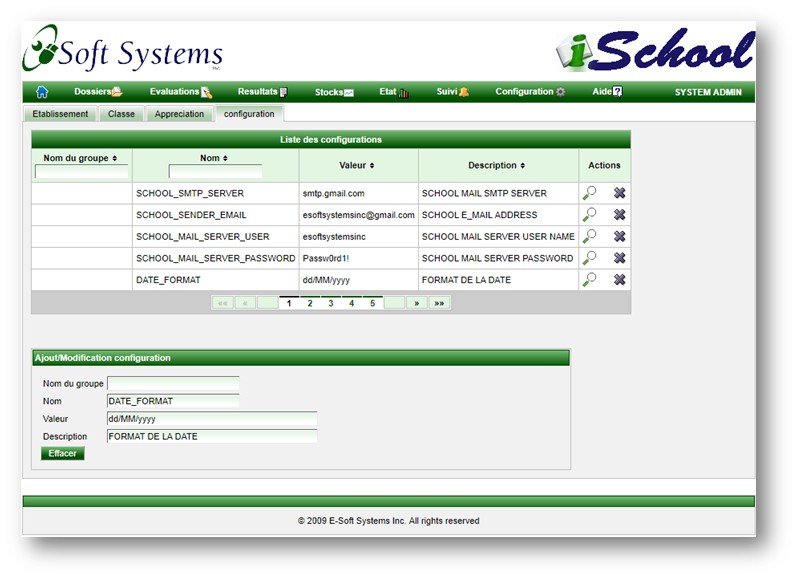 eSoft Systems Inc.
iSchool
Dossiers Evaluations Resultats Stocks Etat Suivi Configuration Aide SYSTEM ADMIN
Etablissement Classe Appreciation configuration
Liste des configurations
Nom du groupe Nom Valeur Description Actions
SCHOOL_SMTP_SERVER smtp.gmail.com SCHOOL MAIL SMTP SERVER
SCHOOL_SENDER_EMAIL esoftsystemsinc@gmail.com SCHOOL E_MAIL ADDRESS
SCHOOL_MAIL_SERVER_USER esoftsystemsinc SCHOOL MAIL SERVER USER NAME
SCHOOL_MAIL_SERVER_PASSWORD Passw0rd1! SCHOOL MAIL SERVER PASSWORD
DATE_FORMAT dd/MM/yyyy FORMAT DE LA DATE
«« « 1 2 3 4 5 » »»
Ajout/Modification configuration
Nom du groupe
Nom DATE_FORMAT
Valeur dd/MM/yyyy
Description FORMAT DE LA DATE
Effacer
© 2009 E-Soft Systems Inc. All rights reserved